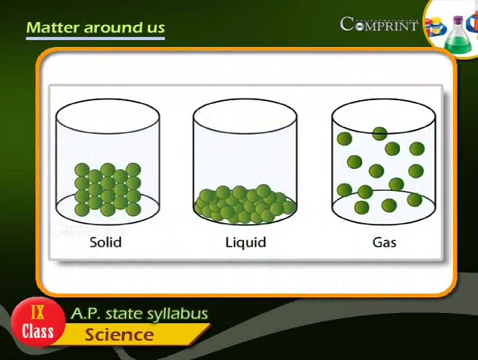 Matter around us
COMPRINT
Solid
Liquid
Gas
IX
Class
A.P. state syllabus
Science